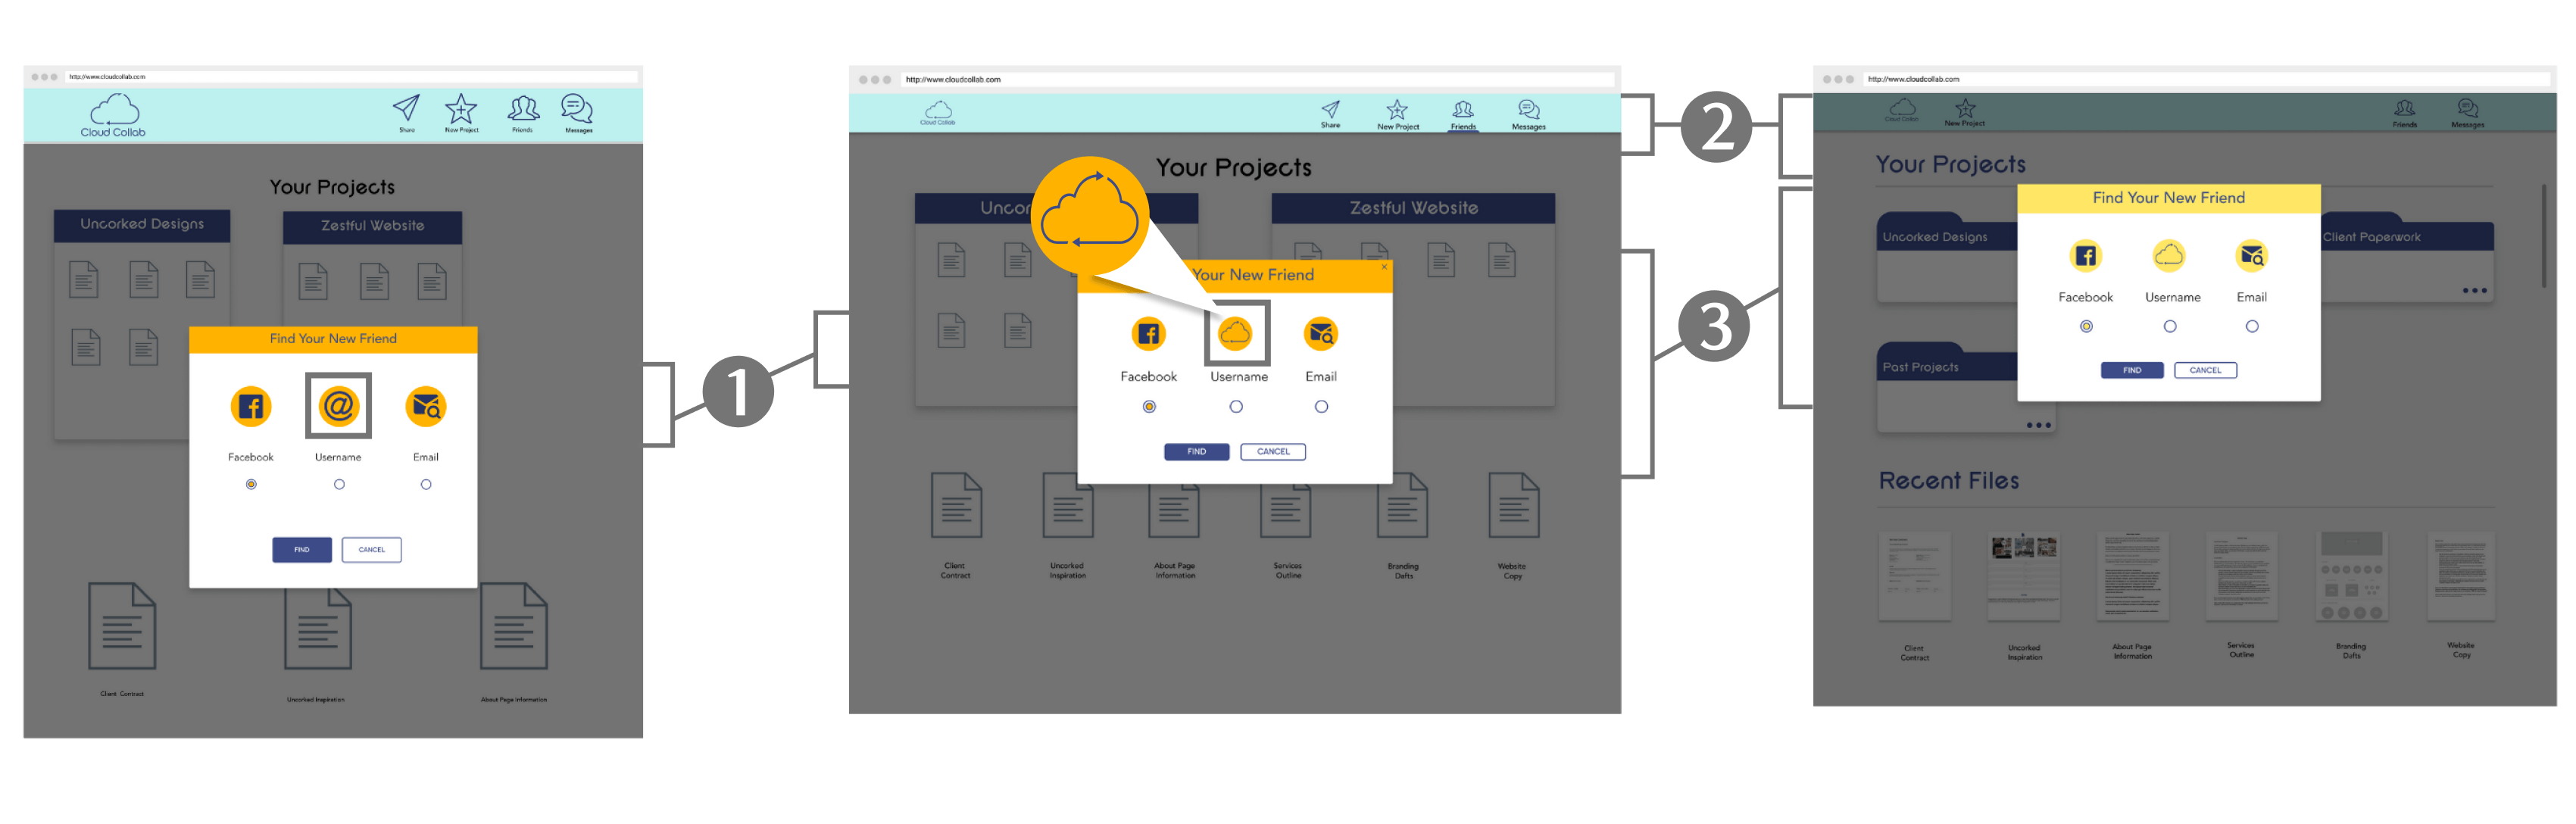 http://www.cloudcollab.com
Cloud Collab
Share
New Project
Friends
Messages
Your Projects
Uncorked Designs
Zestful Website
Find Your New Friend
@
Facebook
Username
Email
FIND
CANCEL
Client Contract
Uncorked Inspiration
About Page Information
1
http://www.cloudcollab.com
Cloud Collab
Share
New Project
Friends
Messages
Your Projects
Uncor
Zestful Website
Your New Friend
Facebook
Username
Email
FIND
CANCEL
Client
Contract
Uncorked
Inspiration
About Page
Information
Services
Outline
Branding
Dafts
Website
Copy
2
3
http://www.cloudcollab.com
Cloud Collab
New Project
Friends
Messages
Your Projects
Uncorked Designs
Client Paperwork
Find Your New Friend
Facebook
Username
Email
FIND
CANCEL
Past Projects
Recent Files
Client
Contract
Uncorked
Inspiration
About Page
Information
Services
Outline
Branding
Dafts
Website
Copy